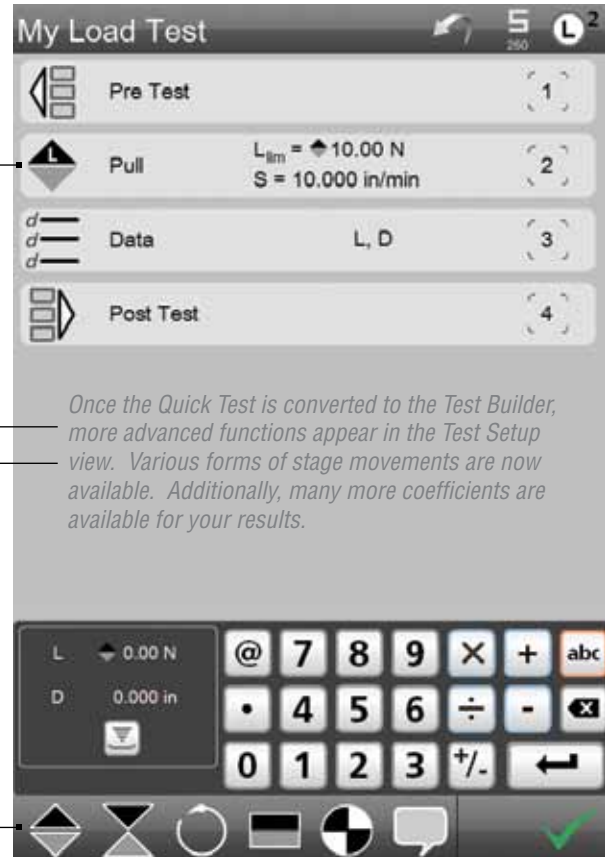 My Load Test
5
260
L 2
Pre Test
1
L
Pull
Llim = 10.00 N
S = 10.000 in/min
2
d
d
d
Data
L, D
3
Post Test
4
Once the Quick Test is converted to the Test Builder,
more advanced functions appear in the Test Setup
view. Various forms of stage movements are now
available. Additionally, many more coefficients are
available for your results.
L 0.00 N
D 0.000 in
@ 7 8 9 × + abc
• 4 5 6 ÷ -
0 1 2 3 +/-